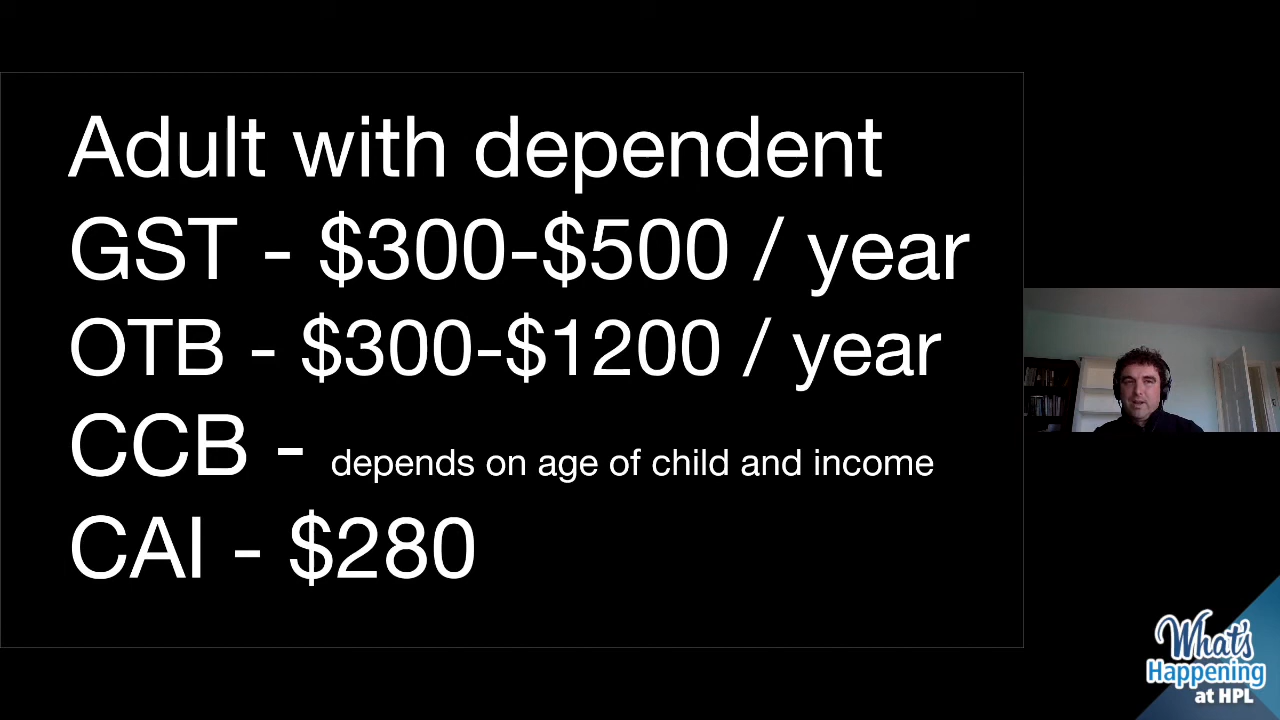 Adult with dependent
GST - $300-$500 / year
OTB - $300-$1200 / year
CCB - depends on age of child and income
CAI - $280
What's
Happening
at HPL